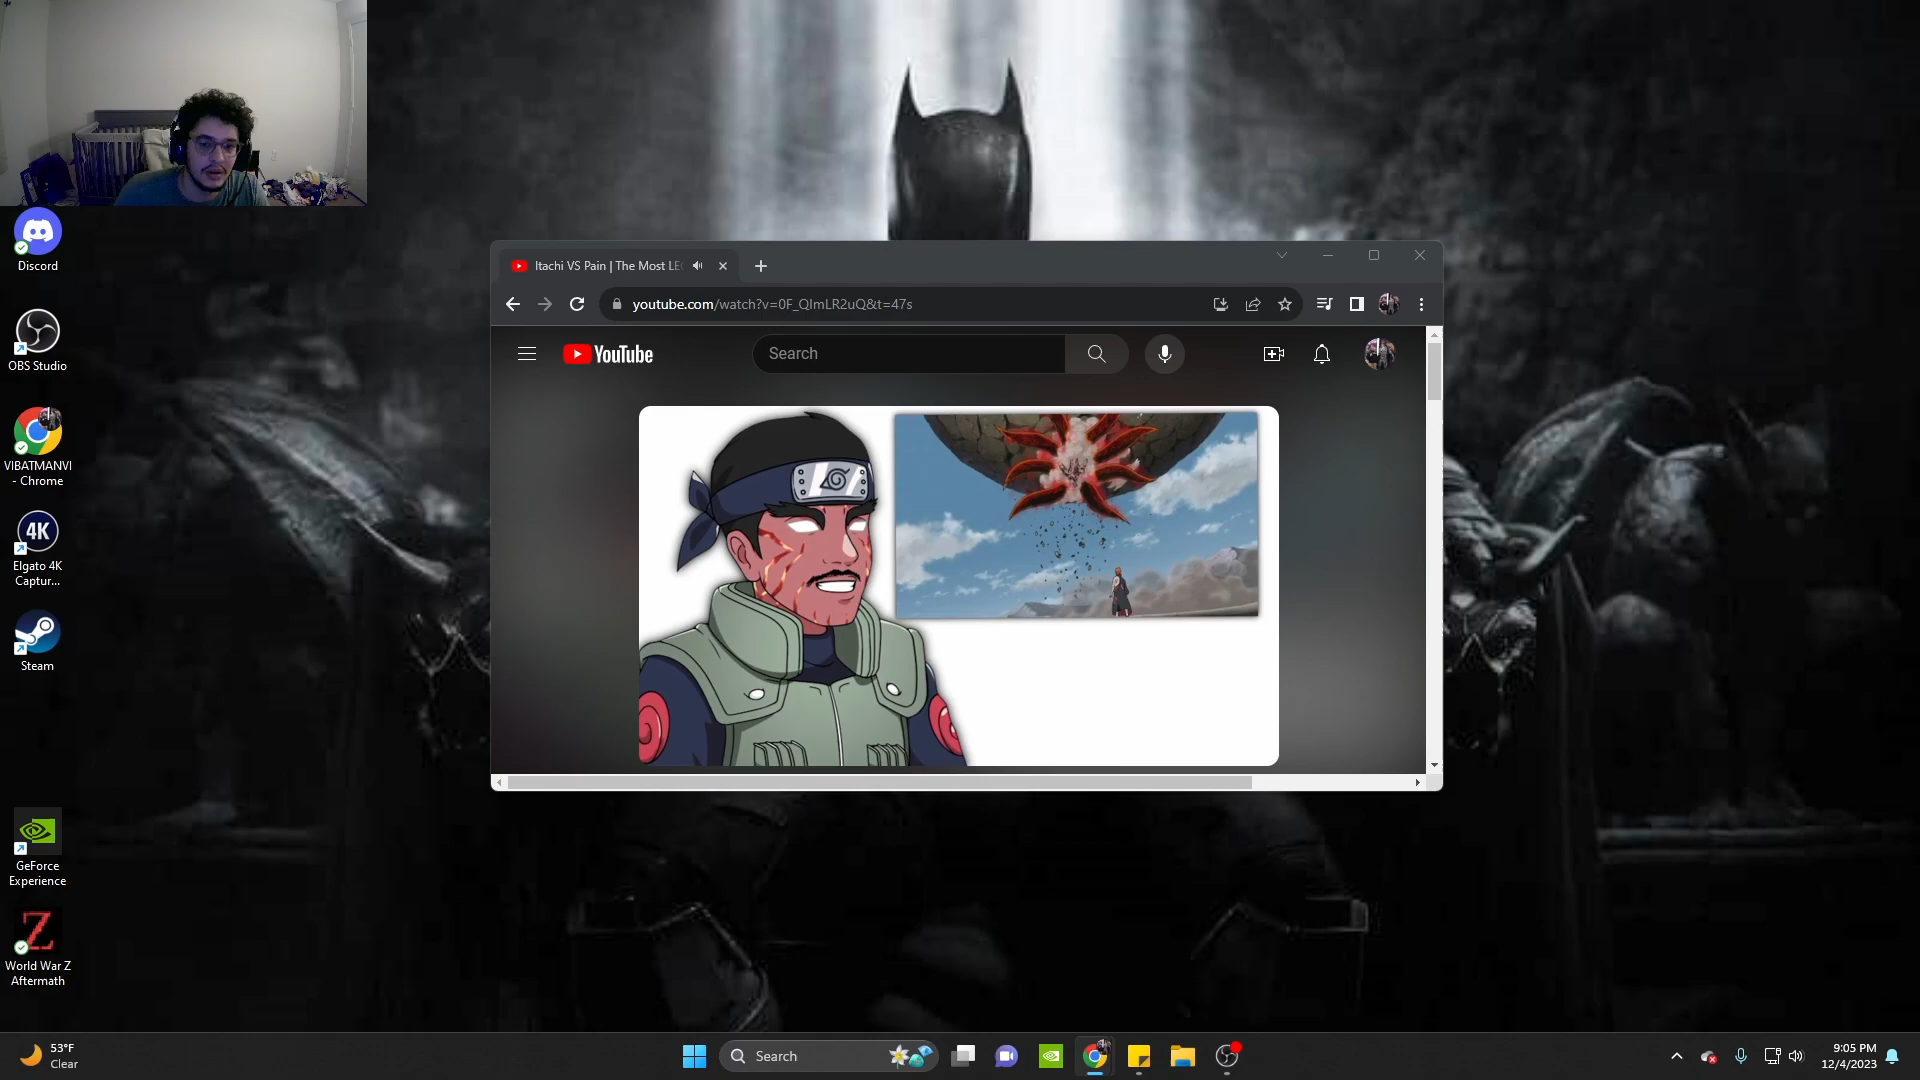 Discord
OBS Studio
VIBATMANVI
- Chrome
4K
Elgato 4K
Captur...
Steam
GeForce
Experience
Z
World War Z
Aftermath
Itachi VS Pain | The Most LE
youtube.com/watch?v=0F_QlmLR2uQ&t=47s
YouTube
Search
53°F
Clear
Search
9:05 PM
12/4/2023